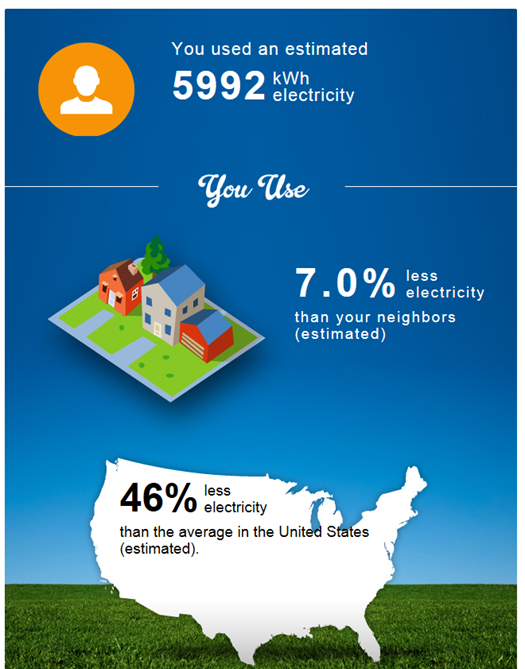 You used an estimated
5992 kWh
electricity
You Use
7.0% less
electricity
than your neighbors
(estimated)
46% less
electricity
than the average in the United States
(estimated).